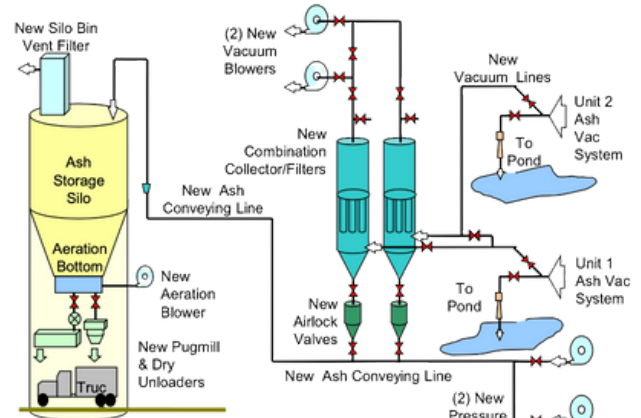 New Silo Bin
Vent Filter
(2) New
Vacuum
Blowers
New
Vacuum Lines
Unit 2
Ash
Vac
System
To
Pond
New
Combination
Collector/Filters
Ash
Storage
Silo
New Ash
Conveying Line
Aeration
Bottom
New
Aeration
Blower
Unit 1
Ash Vac
System
To
Pond
New
Airlock
Valves
New Pugmill
& Dry
Unloaders
Truc
New Ash Conveying Line
(2) New
Pressure